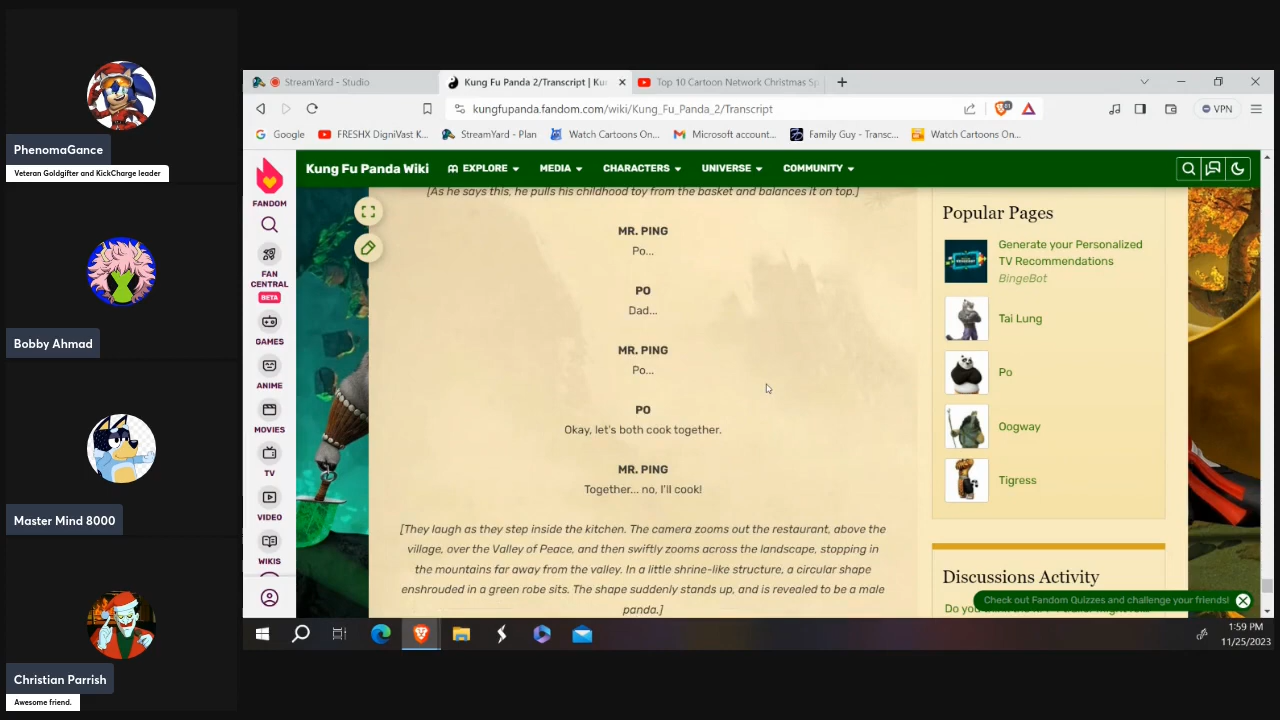 PhenomaGance
Veteran Goldgifter and KickCharge leader
Bobby Ahmad
Master Mind 8000
Christian Parrish
Awesome friend.
StreamYard - Studio
Kung Fu Panda 2/Transcript | Ku
Top 10 Cartoon Network Christmas Sp
kungfupanda.fandom.com/wiki/Kung_Fu_Panda_2/Transcript
VPN
Google
FRESHX DigniVast K...
StreamYard - Plan
Watch Cartoons On...
Microsoft account...
Family Guy - Transc...
Watch Cartoons On...
Kung Fu Panda Wiki
EXPLORE
MEDIA
CHARACTERS
UNIVERSE
COMMUNITY
FANDOM
FAN
CENTRAL
BETA
GAMES
ANIME
MOVIES
TV
VIDEO
WIKIS
[As he says this, he pulls his childhood toy from the basket and balances it on top.]
MR. PING
Po...
PO
Dad...
MR. PING
Po...
PO
Okay, let's both cook together.
MR. PING
Together... no, I'll cook!
[They laugh as they step inside the kitchen. The camera zooms out the restaurant, above the
village, over the Valley of Peace, and then swiftly zooms across the landscape, stopping in
the mountains far away from the valley. In a little shrine-like structure, a circular shape
enshrouded in a green robe sits. The shape suddenly stands up, and is revealed to be a male
panda.]
Popular Pages
Generate your Personalized
TV Recommendations
BingeBot
Tai Lung
Po
Oogway
Tigress
Discussions Activity
Check out Fandom Quizzes and challenge your friends!
1:59 PM
11/25/2023